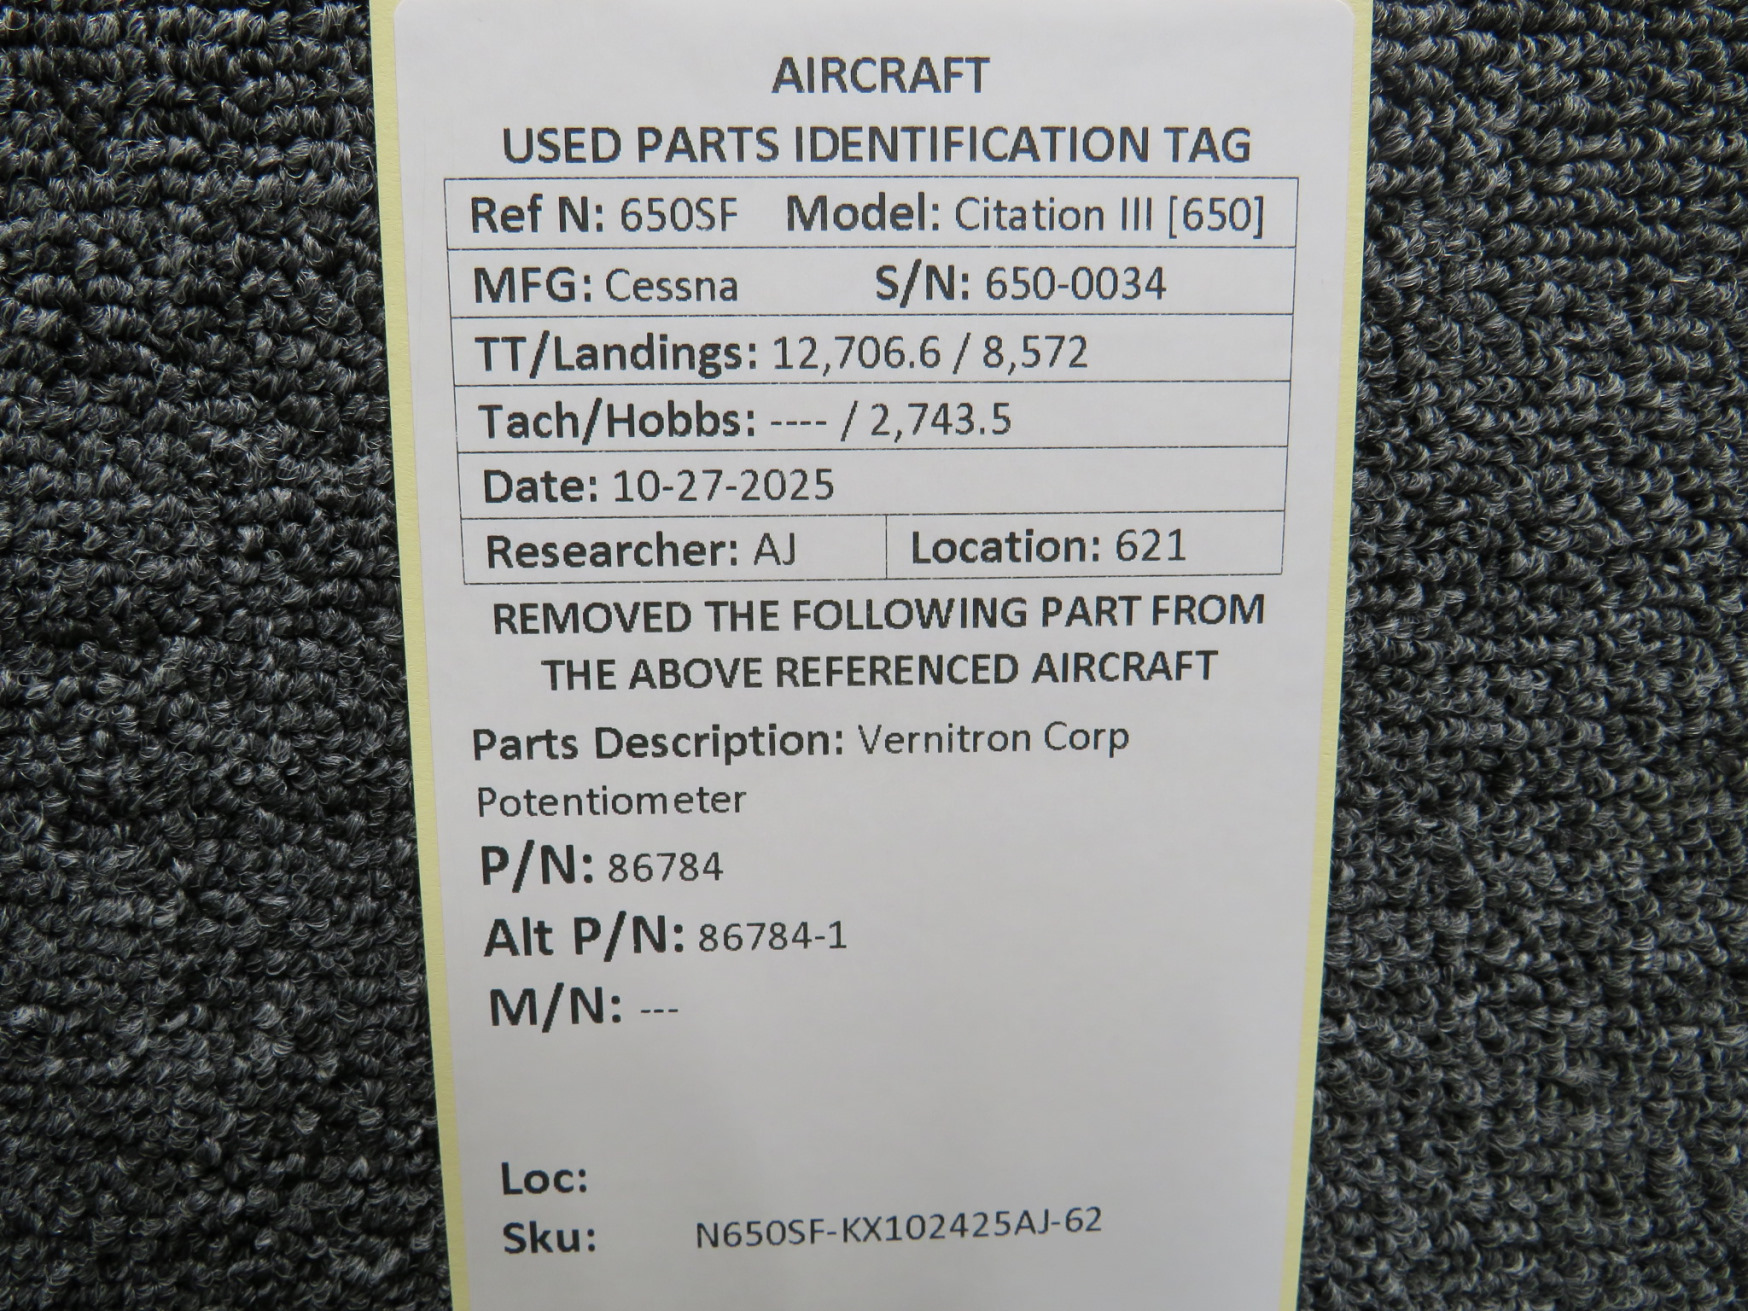 AIRCRAFT
USED PARTS IDENTIFICATION TAG
Ref N: 650SF Model: Citation III [650]
MFG: Cessna S/N: 650-0034
TT/Landings: 12,706.6 / 8,572
Tach/Hobbs: ---- / 2,743.5
Date: 10-27-2025
Researcher: AJ Location: 621
REMOVED THE FOLLOWING PART FROM
THE ABOVE REFERENCED AIRCRAFT
Parts Description: Vernitron Corp
Potentiometer
P/N: 86784
Alt P/N: 86784-1
M/N: ---
Loc:
Sku: N650SF-KX102425AJ-62